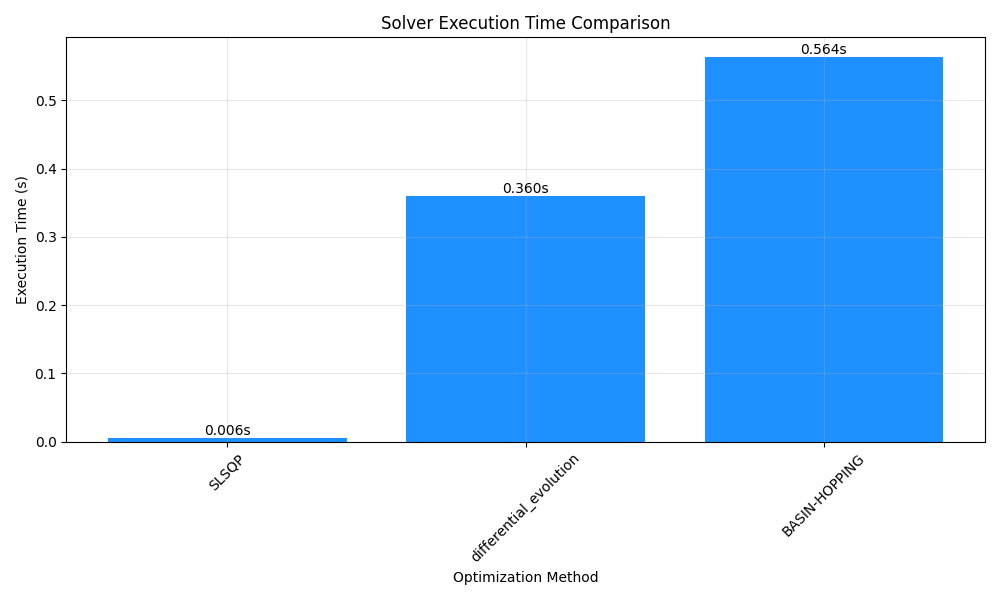 Solver Execution Time Comparison
Execution Time (s)
0.5
0.4
0.3
0.2
0.1
0.0
0.006s
0.360s
0.564s
SLSQP
differential_evolution
BASIN-HOPPING
Optimization Method